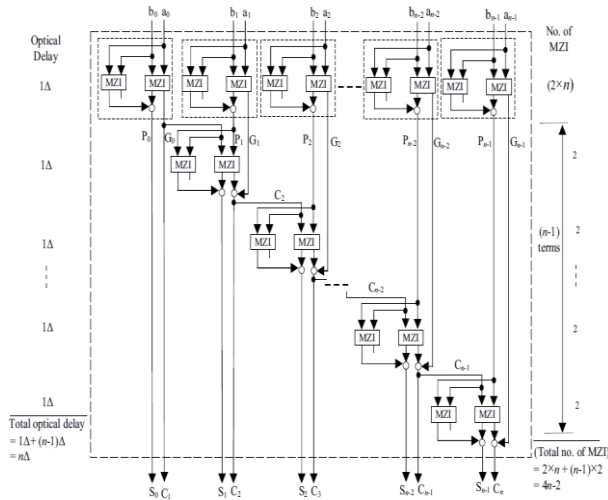 b0 a0 b1 a1 b2 a2 bn-2 an-2 bn-1 an-1
Optical
Delay
No. of
MZI
1Δ
MZI MZI MZI MZI MZI MZI MZI MZI MZI MZI
(2×n)
P0 G0 P1 G1 P2 G2 Pn-2 Gn-2 Pn-1 Gn-1
1Δ
MZI MZI
2
C2
1Δ
MZI MZI
2
(n-1)
terms
Cn-2
1Δ
MZI MZI
2
Cn-1
1Δ
MZI MZI
2
Total optical delay
= 1Δ+ (n-1)Δ
= nΔ
(Total no. of MZI)
= 2×n + (n-1)×2
= 4n-2
S0 C1 S1 C2 S2 C3 Sn-2 Cn-1 Sn-1 Cn